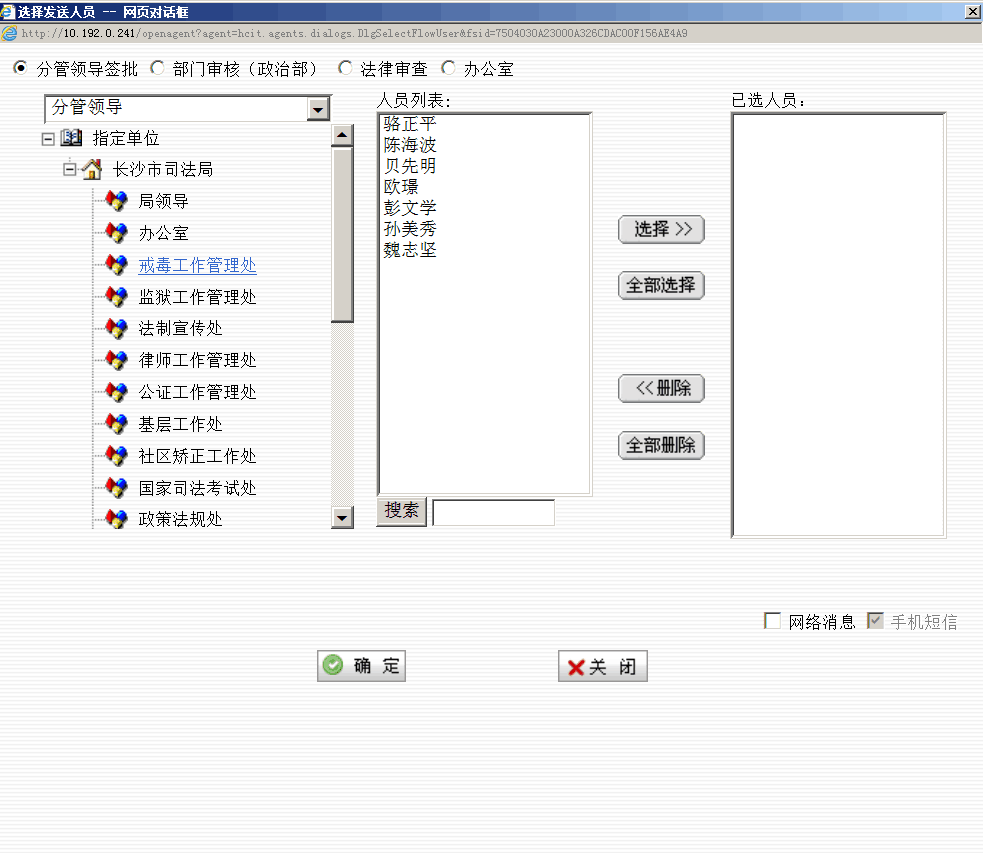 选择发送人员 -- 网页对话框
http://10.192.0.241/openagent?agent=hcit.agents.dialogs.DlgSelectFlowUser&fsid=7504030A23000A326CDAC00F156AE4A9
分管领导签批 部门审核（政治部） 法律审查 办公室
分管领导
指定单位
长沙市司法局
局领导
办公室
戒毒工作管理处
监狱工作管理处
法制宣传处
律师工作管理处
公证工作管理处
基层工作处
社区矫正工作处
国家司法考试处
政策法规处
人员列表:
骆正平
陈海波
贝先明
欧璟
彭文学
孙美秀
魏志坚
搜索
选择 >>
全部选择
<<删除
全部删除
已选人员：
网络消息 手机短信
确 定
关 闭